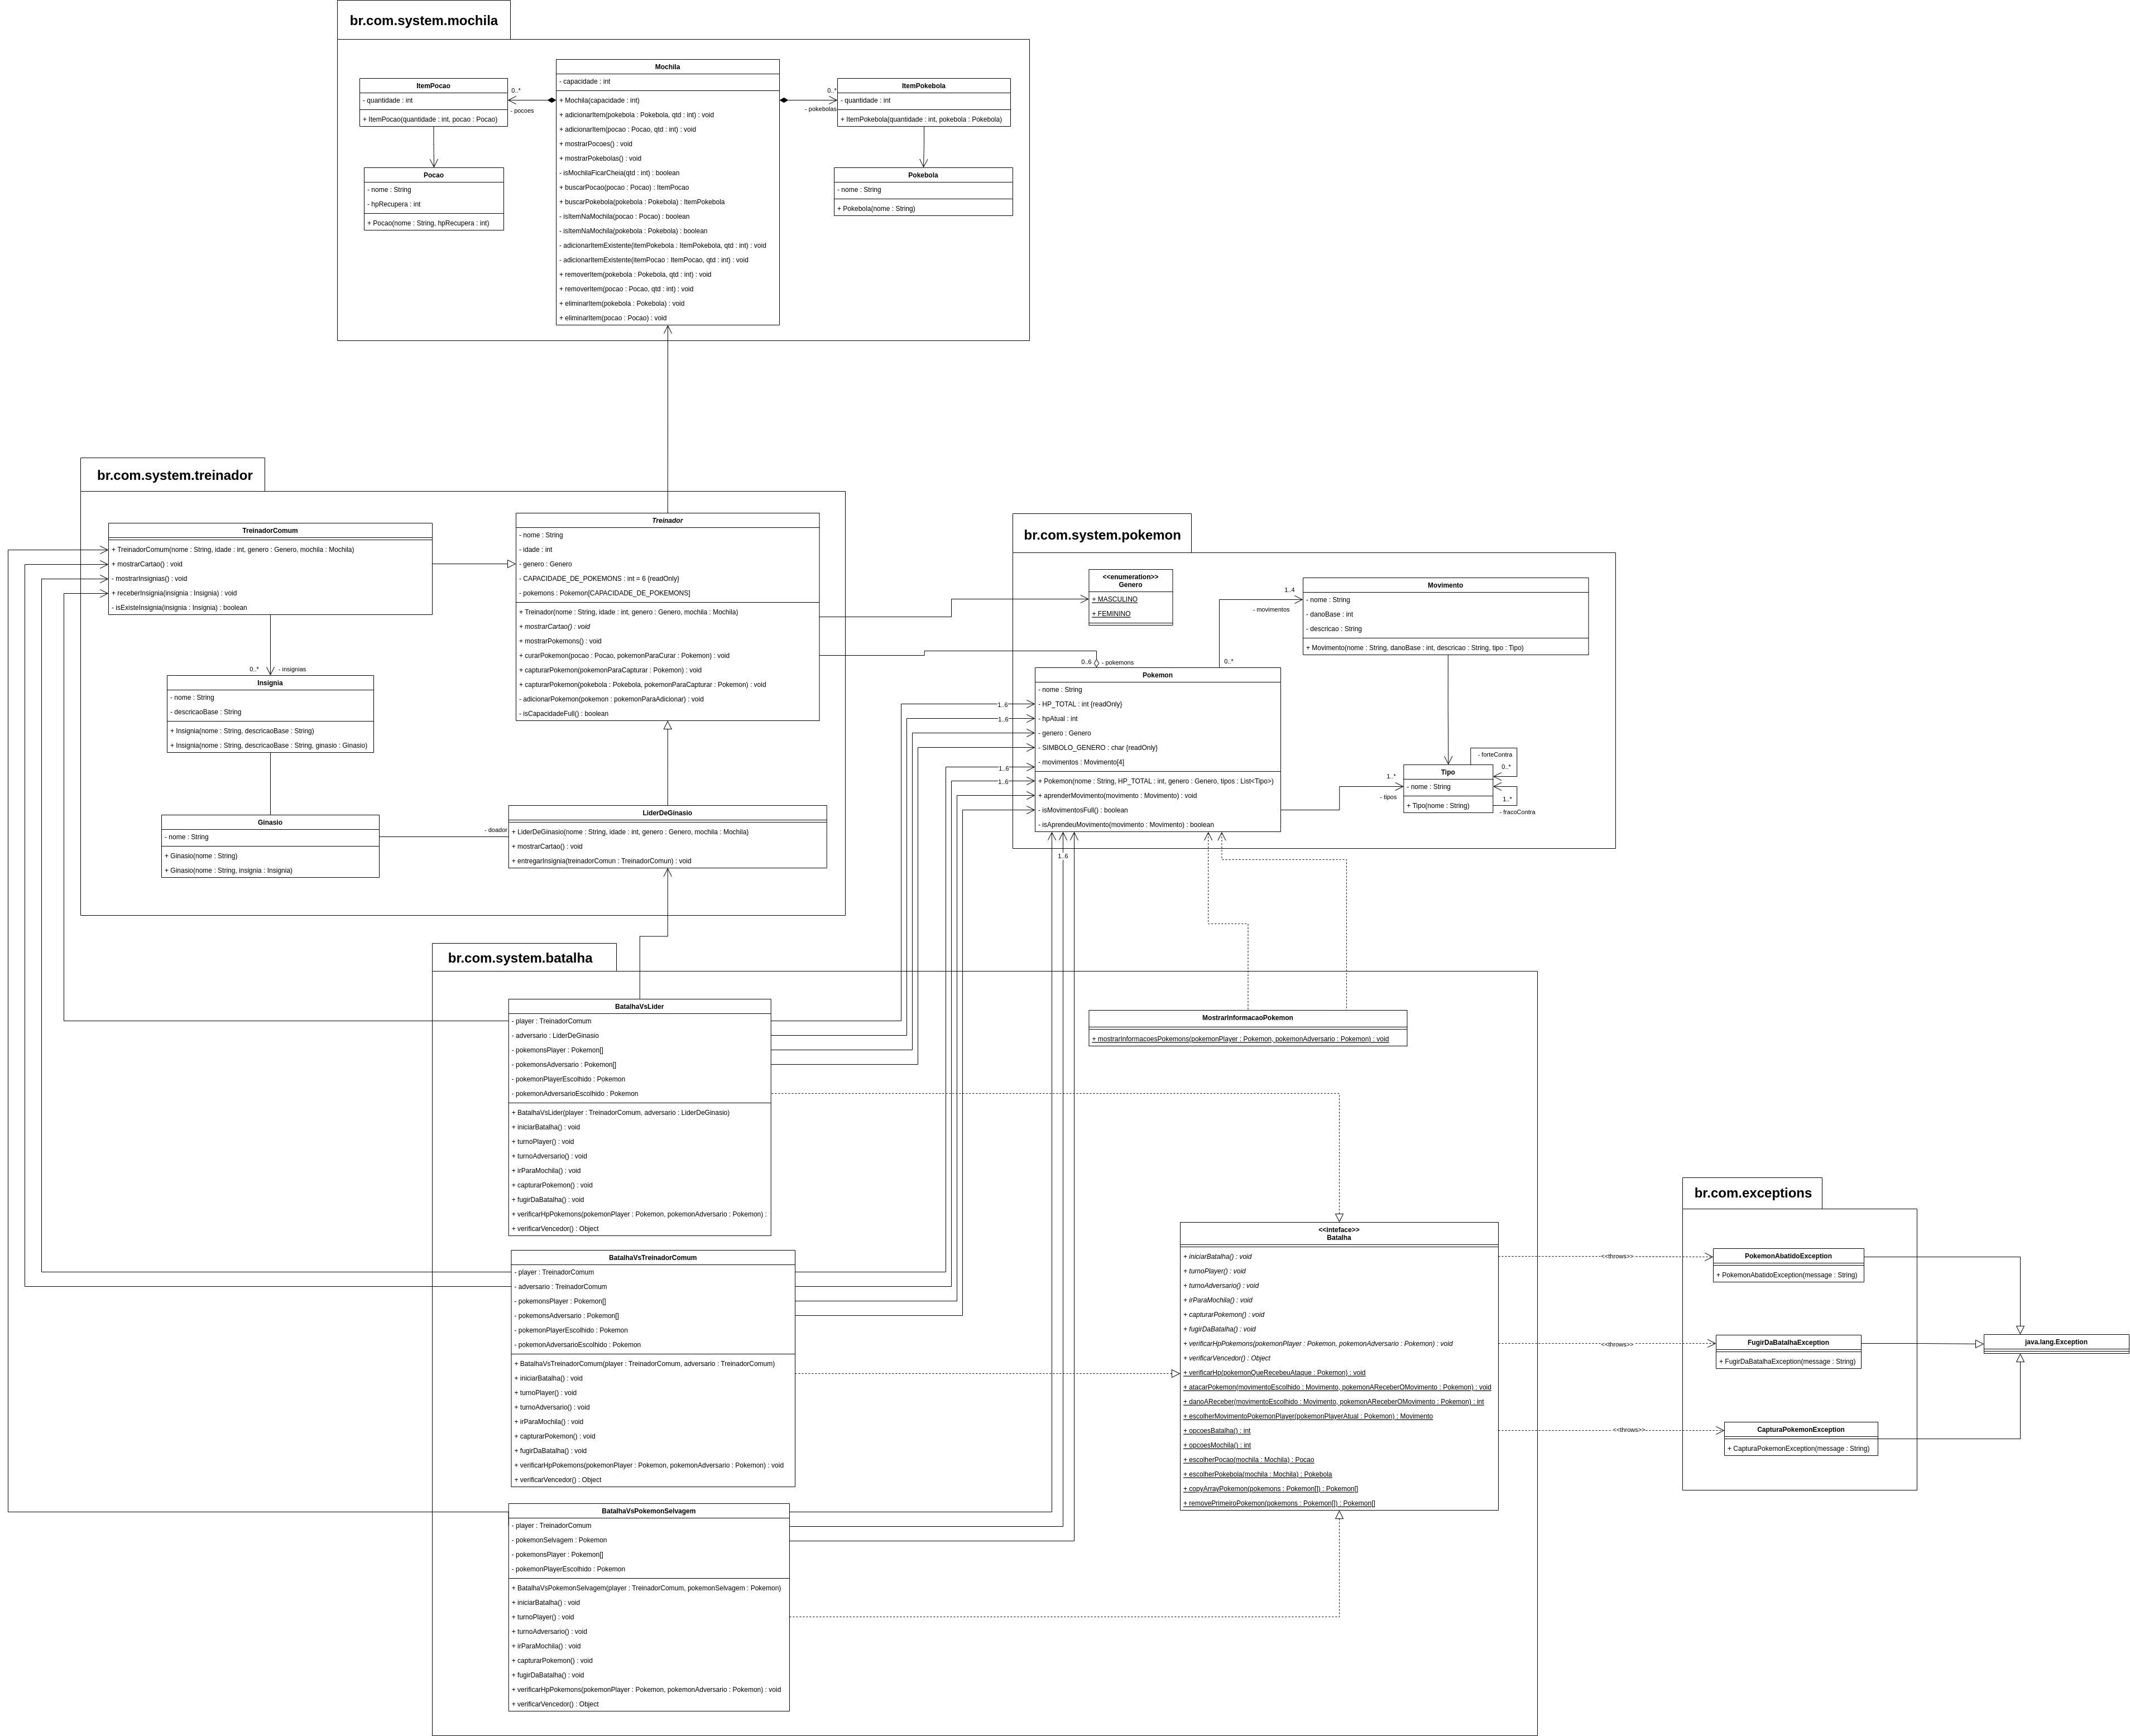 br.com.system.mochila
Mochila
- capacidade : int
+ Mochila(capacidade : int)
+ adicionarItem(pokebola : Pokebola, qtd : int) : void
+ adicionarItem(pocao : Pocao, qtd : int) : void
+ mostrarPocoes() : void
+ mostrarPokebolas() : void
- isMochilaFicarCheia(qtd : int) : boolean
+ buscarPocao(pocao : Pocao) : ItemPocao
+ buscarPokebola(pokebola : Pokebola) : ItemPokebola
- isItemNaMochila(pocao : Pocao) : boolean
- isItemNaMochila(pokebola : Pokebola) : boolean
- adicionarItemExistente(itemPokebola : ItemPokebola, qtd : int) : void
- adicionarItemExistente(itemPocao : ItemPocao, qtd : int) : void
+ removerItem(pokebola : Pokebola, qtd : int) : void
+ removerItem(pocao : Pocao, qtd : int) : void
+ eliminarItem(pokebola : Pokebola) : void
+ eliminarItem(pocao : Pocao) : void
ItemPocao
- quantidade : int
+ ItemPocao(quantidade : int, pocao : Pocao)
0..*
- pocoes
Pocao
- nome : String
- hpRecupera : int
+ Pocao(nome : String, hpRecupera : int)
0..*
- pokebolas
ItemPokebola
- quantidade : int
+ ItemPokebola(quantidade : int, pokebola : Pokebola)
Pokebola
- nome : String
+ Pokebola(nome : String)
br.com.system.treinador
TreinadorComum
+ TreinadorComum(nome : String, idade : int, genero : Genero, mochila : Mochila)
+ mostrarCartao() : void
- mostrarInsignias() : void
+ receberInsignia(insignia : Insignia) : void
- isExisteInsignia(insignia : Insignia) : boolean
0..*
- insignias
Insignia
- nome : String
- descricaoBase : String
+ Insignia(nome : String, descricaoBase : String)
+ Insignia(nome : String, descricaoBase : String, ginasio : Ginasio)
Ginasio
- nome : String
+ Ginasio(nome : String)
+ Ginasio(nome : String, insignia : Insignia)
- doador
Treinador
- nome : String
- idade : int
- genero : Genero
- CAPACIDADE_DE_POKEMONS : int = 6 {readOnly}
- pokemons : Pokemon[CAPACIDADE_DE_POKEMONS]
+ Treinador(nome : String, idade : int, genero : Genero, mochila : Mochila)
+ mostrarCartao() : void
+ mostrarPokemons() : void
+ curarPokemon(pocao : Pocao, pokemonParaCurar : Pokemon) : void
+ capturarPokemon(pokemonParaCapturar : Pokemon) : void
+ capturarPokemon(pokebola : Pokebola, pokemonParaCapturar : Pokemon) : void
- adicionarPokemon(pokemon : pokemonParaAdicionar) : void
- isCapacidadeFull() : boolean
LiderDeGinasio
+ LiderDeGinasio(nome : String, idade : int, genero : Genero, mochila : Mochila)
+ mostrarCartao() : void
+ entregarInsignia(treinadorComun : TreinadorComun) : void
br.com.system.pokemon
<<enumeration>>
Genero
+ MASCULINO
+ FEMININO
1..4
- movimentos
0..*
Movimento
- nome : String
- danoBase : int
- descricao : String
+ Movimento(nome : String, danoBase : int, descricao : String, tipo : Tipo)
0..6
- pokemons
Pokemon
- nome : String
- HP_TOTAL : int {readOnly}
- hpAtual : int
- genero : Genero
- SIMBOLO_GENERO : char {readOnly}
- movimentos : Movimento[4]
+ Pokemon(nome : String, HP_TOTAL : int, genero : Genero, tipos : List<Tipo>)
+ aprenderMovimento(movimento : Movimento) : void
- isMovimentosFull() : boolean
- isAprendeuMovimento(movimento : Movimento) : boolean
1..6
1..6
1..6
1..6
1..6
1..*
- tipos
Tipo
- nome : String
+ Tipo(nome : String)
- forteContra
0..*
1..*
- fracoContra
br.com.system.batalha
BatalhaVsLider
- player : TreinadorComum
- adversario : LiderDeGinasio
- pokemonsPlayer : Pokemon[]
- pokemonsAdversario : Pokemon[]
- pokemonPlayerEscolhido : Pokemon
- pokemonAdversarioEscolhido : Pokemon
+ BatalhaVsLider(player : TreinadorComum, adversario : LiderDeGinasio)
+ iniciarBatalha() : void
+ turnoPlayer() : void
+ turnoAdversario() : void
+ irParaMochila() : void
+ capturarPokemon() : void
+ fugirDaBatalha() : void
+ verificarHpPokemons(pokemonPlayer : Pokemon, pokemonAdversario : Pokemon) :
+ verificarVencedor() : Object
BatalhaVsTreinadorComum
- player : TreinadorComum
- adversario : TreinadorComum
- pokemonsPlayer : Pokemon[]
- pokemonsAdversario : Pokemon[]
- pokemonPlayerEscolhido : Pokemon
- pokemonAdversarioEscolhido : Pokemon
+ BatalhaVsTreinadorComum(player : TreinadorComum, adversario : TreinadorComum)
+ iniciarBatalha() : void
+ turnoPlayer() : void
+ turnoAdversario() : void
+ irParaMochila() : void
+ capturarPokemon() : void
+ fugirDaBatalha() : void
+ verificarHpPokemons(pokemonPlayer : Pokemon, pokemonAdversario : Pokemon) : void
+ verificarVencedor() : Object
BatalhaVsPokemonSelvagem
- player : TreinadorComum
- pokemonSelvagem : Pokemon
- pokemonsPlayer : Pokemon[]
- pokemonPlayerEscolhido : Pokemon
+ BatalhaVsPokemonSelvagem(player : TreinadorComum, pokemonSelvagem : Pokemon)
+ iniciarBatalha() : void
+ turnoPlayer() : void
+ turnoAdversario() : void
+ irParaMochila() : void
+ capturarPokemon() : void
+ fugirDaBatalha() : void
+ verificarHpPokemons(pokemonPlayer : Pokemon, pokemonAdversario : Pokemon) : void
+ verificarVencedor() : Object
MostrarInformacaoPokemon
+ mostrarInformacoesPokemons(pokemonPlayer : Pokemon, pokemonAdversario : Pokemon) : void
<<inteface>>
Batalha
+ iniciarBatalha() : void
+ turnoPlayer() : void
+ turnoAdversario() : void
+ irParaMochila() : void
+ capturarPokemon() : void
+ fugirDaBatalha() : void
+ verificarHpPokemons(pokemonPlayer : Pokemon, pokemonAdversario : Pokemon) : void
+ verificarVencedor() : Object
+ verificarHp(pokemonQueRecebeuAtaque : Pokemon) : void
+ atacarPokemon(movimentoEscolhido : Movimento, pokemonAReceberOMovimento : Pokemon) : void
+ danoAReceber(movimentoEscolhido : Movimento, pokemonAReceberOMovimento : Pokemon) : int
+ escolherMovimentoPokemonPlayer(pokemonPlayerAtual : Pokemon) : Movimento
+ opcoesBatalha() : int
+ opcoesMochila() : int
+ escolherPocao(mochila : Mochila) : Pocao
+ escolherPokebola(mochila : Mochila) : Pokebola
+ copyArrayPokemon(pokemons : Pokemon[]) : Pokemon[]
+ removePrimeiroPokemon(pokemons : Pokemon[]) : Pokemon[]
<<throws>>
<<throws>>
<<throws>>
br.com.exceptions
PokemonAbatidoException
+ PokemonAbatidoException(message : String)
FugirDaBatalhaException
+ FugirDaBatalhaException(message : String)
CapturaPokemonException
+ CapturaPokemonException(message : String)
java.lang.Exception